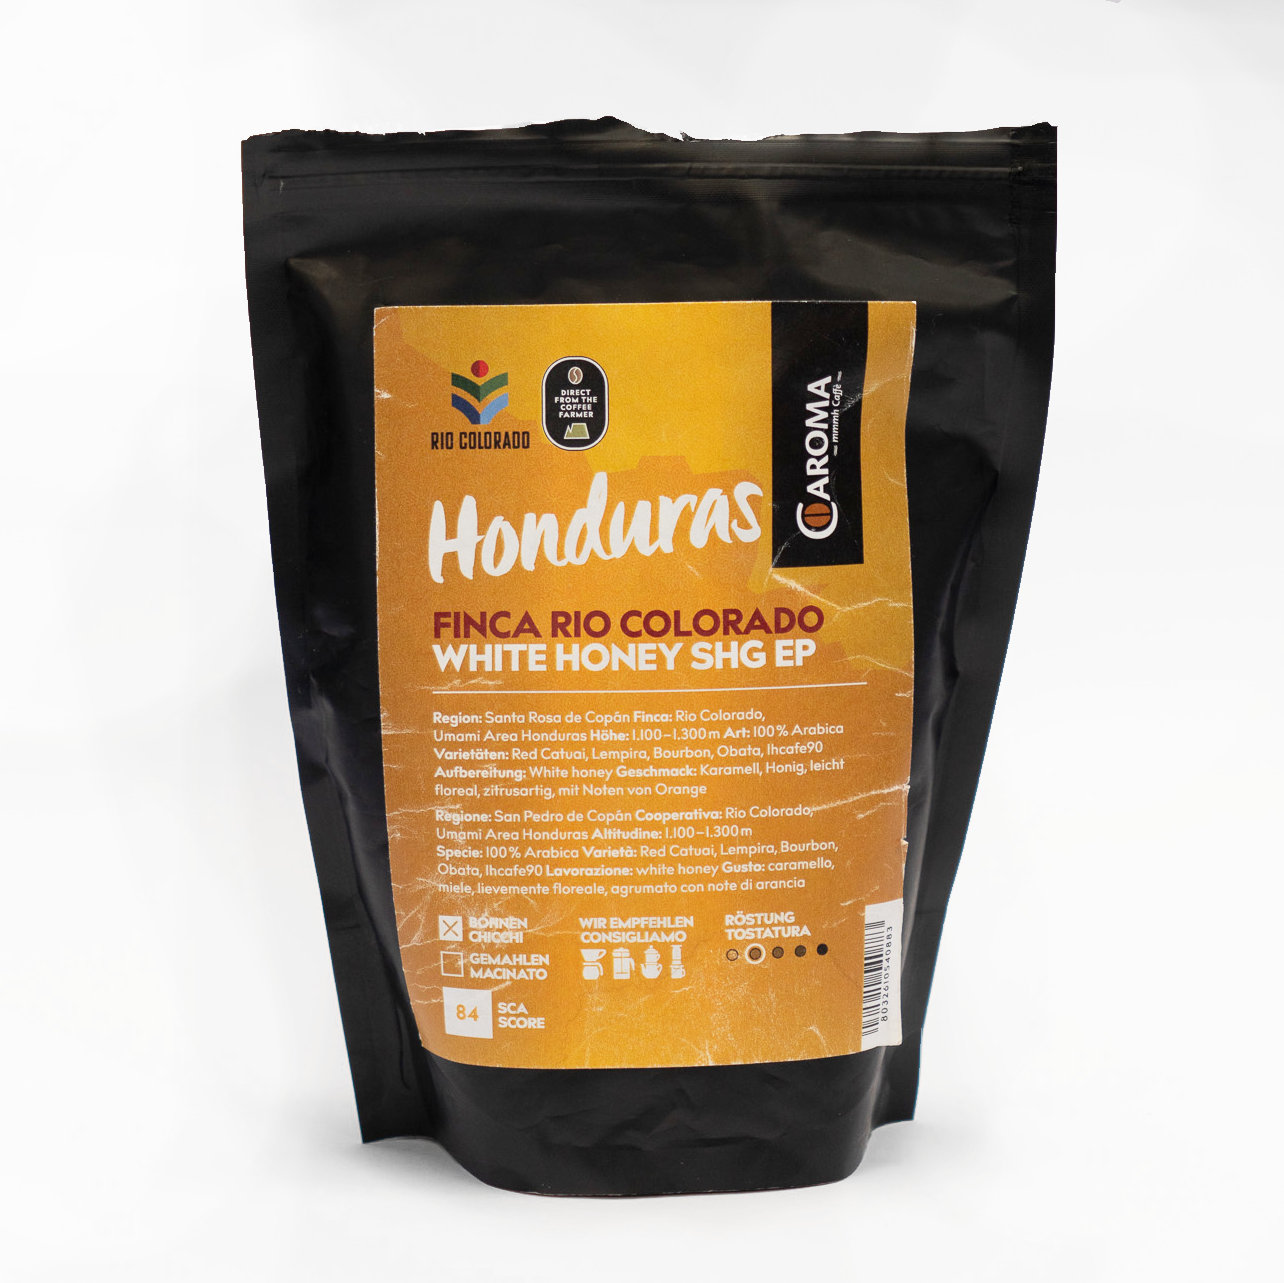 RIO COLORADO
DIRECT
FROM THE
COFFEE
FARMER
CAROMA
mmmh Caffè
Honduras
FINCA RIO COLORADO
WHITE HONEY SHG EP
Region: Santa Rosa de Copán Finca: Rio Colorado,
Umami Area Honduras Höhe: 1.100–1.300 m Art: 100 % Arabica
Varietäten: Red Catuai, Lempira, Bourbon, Obata, Ihcafe90
Aufbereitung: White honey Geschmack: Karamell, Honig, leicht
floreal, zitrusartig, mit Noten von Orange
Regione: San Pedro de Copán Cooperativa: Rio Colorado,
Umami Area Honduras Altitudine: 1.100–1.300 m
Specie: 100 % Arabica Varietà: Red Catuai, Lempira, Bourbon,
Obata, Ihcafe90 Lavorazione: white honey Gusto: caramello,
miele, lievemente floreale, agrumato con note di arancia
BOHNEN
CHICCHI
GEMAHLEN
MACINATO
WIR EMPFEHLEN
CONSIGLIAMO
RÖSTUNG
TOSTATURA
84
SCA
SCORE
8032610540883